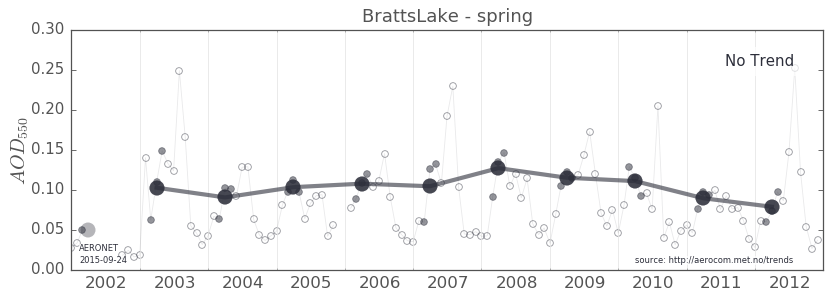 BrattsLake - spring
0.30
0.25
0.20
0.15
0.10
0.05
0.00
AOD550
No Trend
AERONET
2015-09-24
source: http://aerocom.met.no/trends
2002 2003 2004 2005 2006 2007 2008 2009 2010 2011 2012